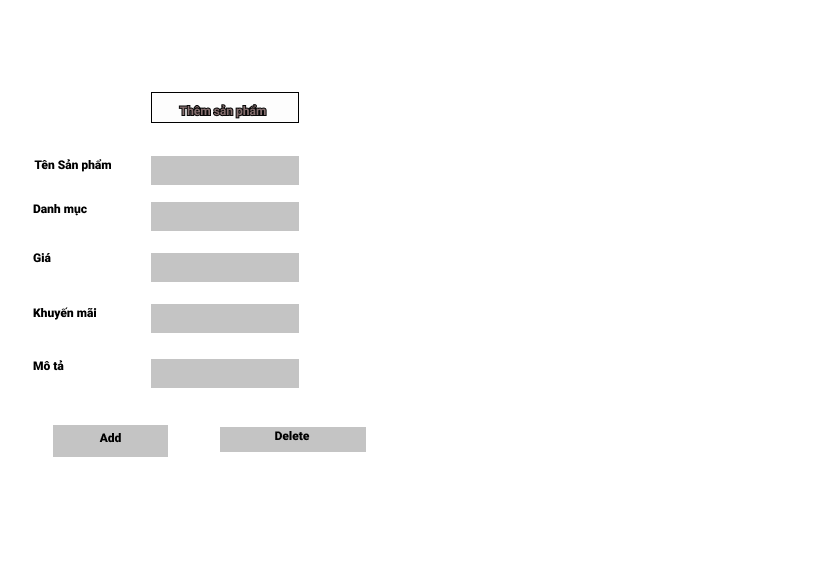 Thêm sản phẩm
Tên Sản phẩm
Danh mục
Giá
Khuyến mãi
Mô tả
Add
Delete